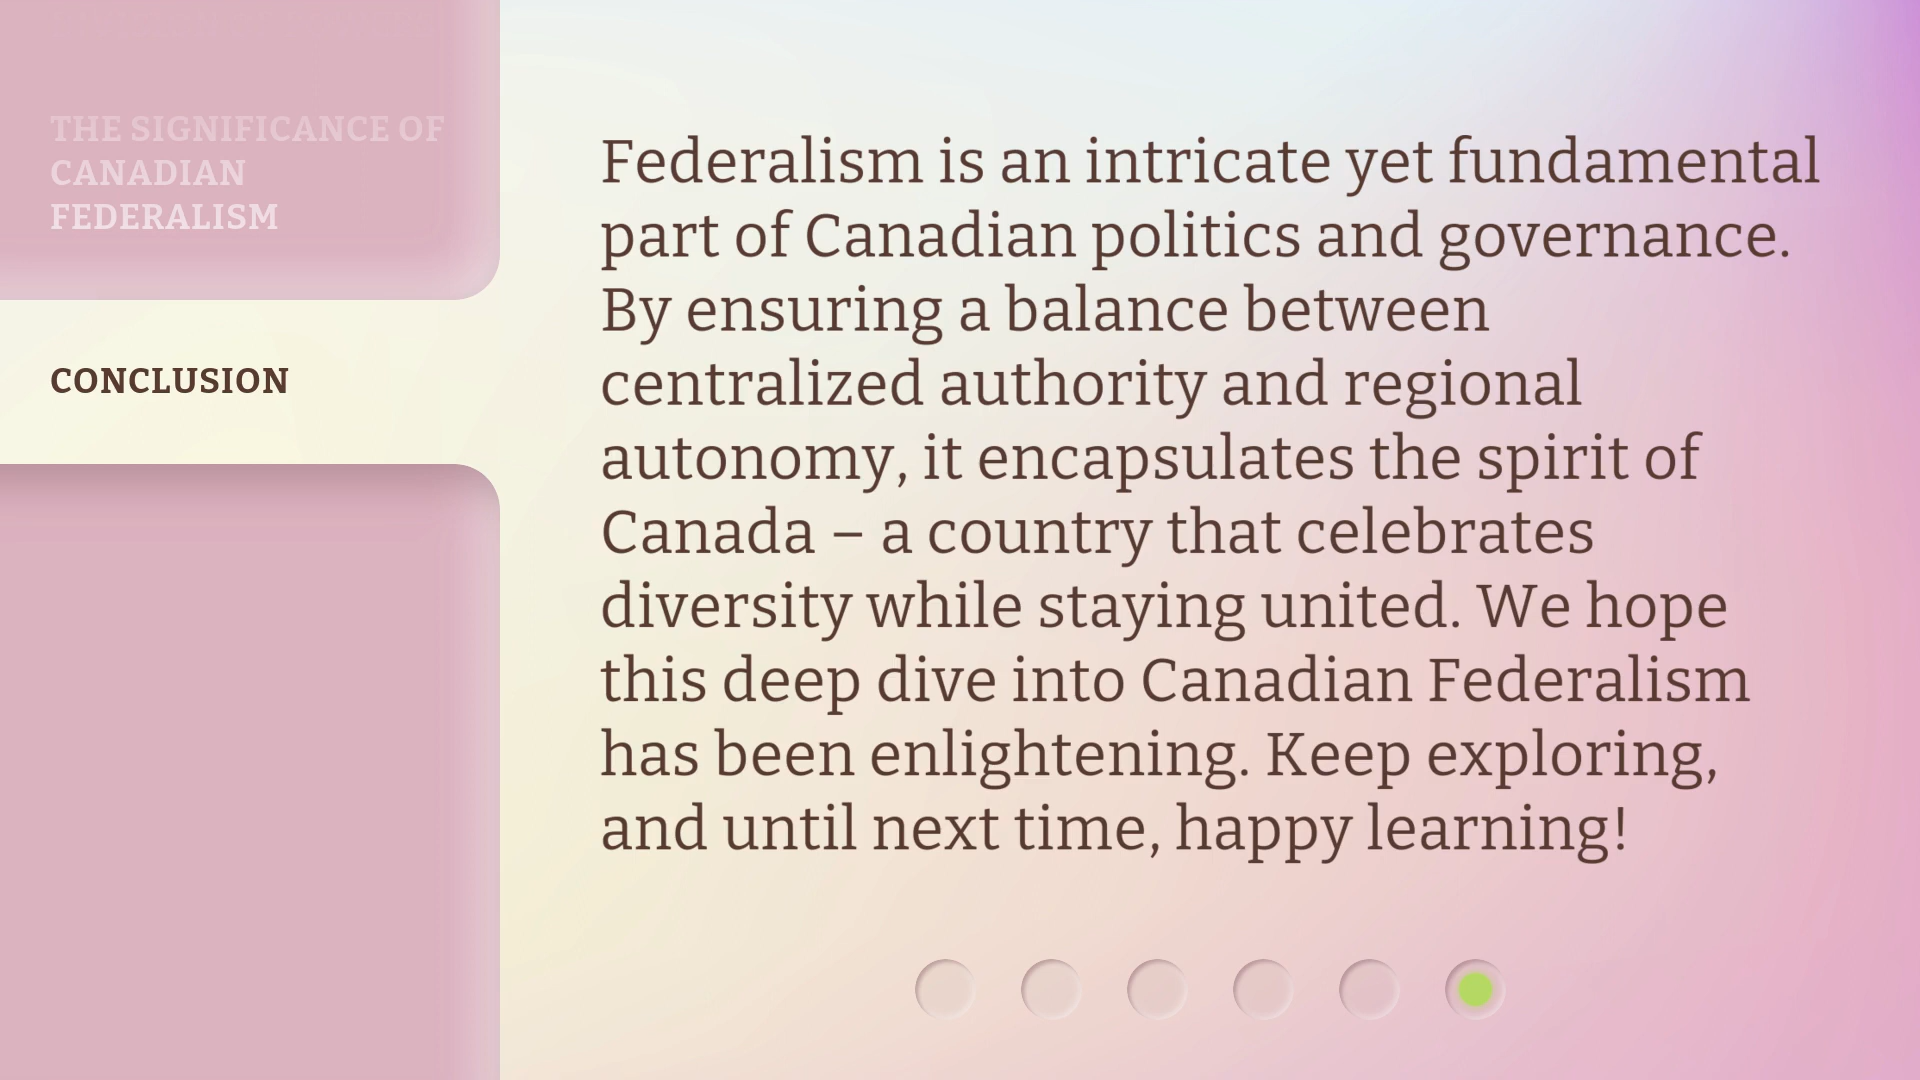 THE SIGNIFICANCE OF
CANADIAN
FEDERALISM
CONCLUSION
Federalism is an intricate yet fundamental
part of Canadian politics and governance.
By ensuring a balance between
centralized authority and regional
autonomy, it encapsulates the spirit of
Canada – a country that celebrates
diversity while staying united. We hope
this deep dive into Canadian Federalism
has been enlightening. Keep exploring,
and until next time, happy learning!